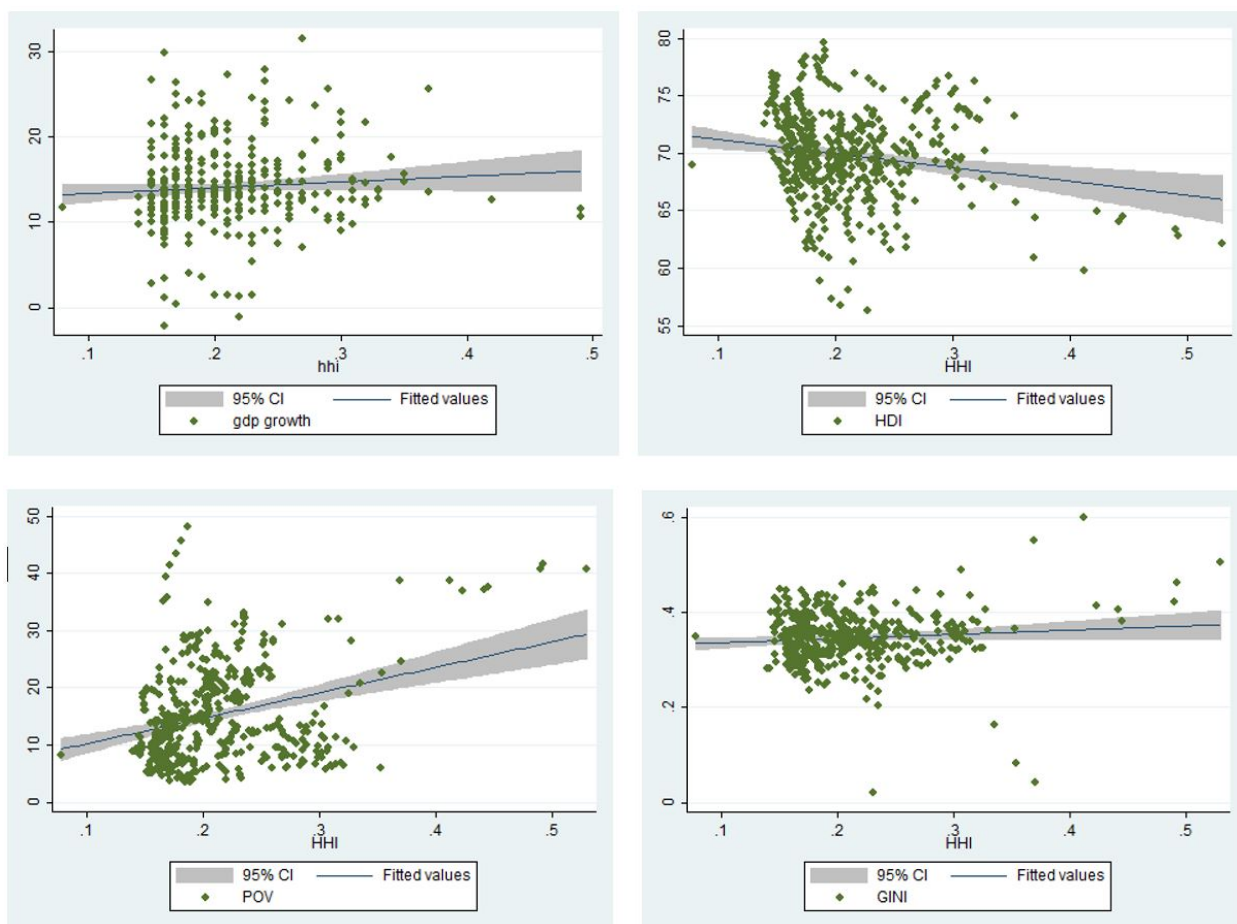 30
20
10
0
.1 .2 .3 .4 .5
hhi
95% CI Fitted values
gdp growth
80
75
70
65
60
55
.1 .2 .3 .4 .5
HHI
95% CI Fitted values
HDI
50
40
30
20
10
0
.1 .2 .3 .4 .5
HHI
95% CI Fitted values
POV
.6
.4
.2
0
.1 .2 .3 .4 .5
HHI
95% CI Fitted values
GINI